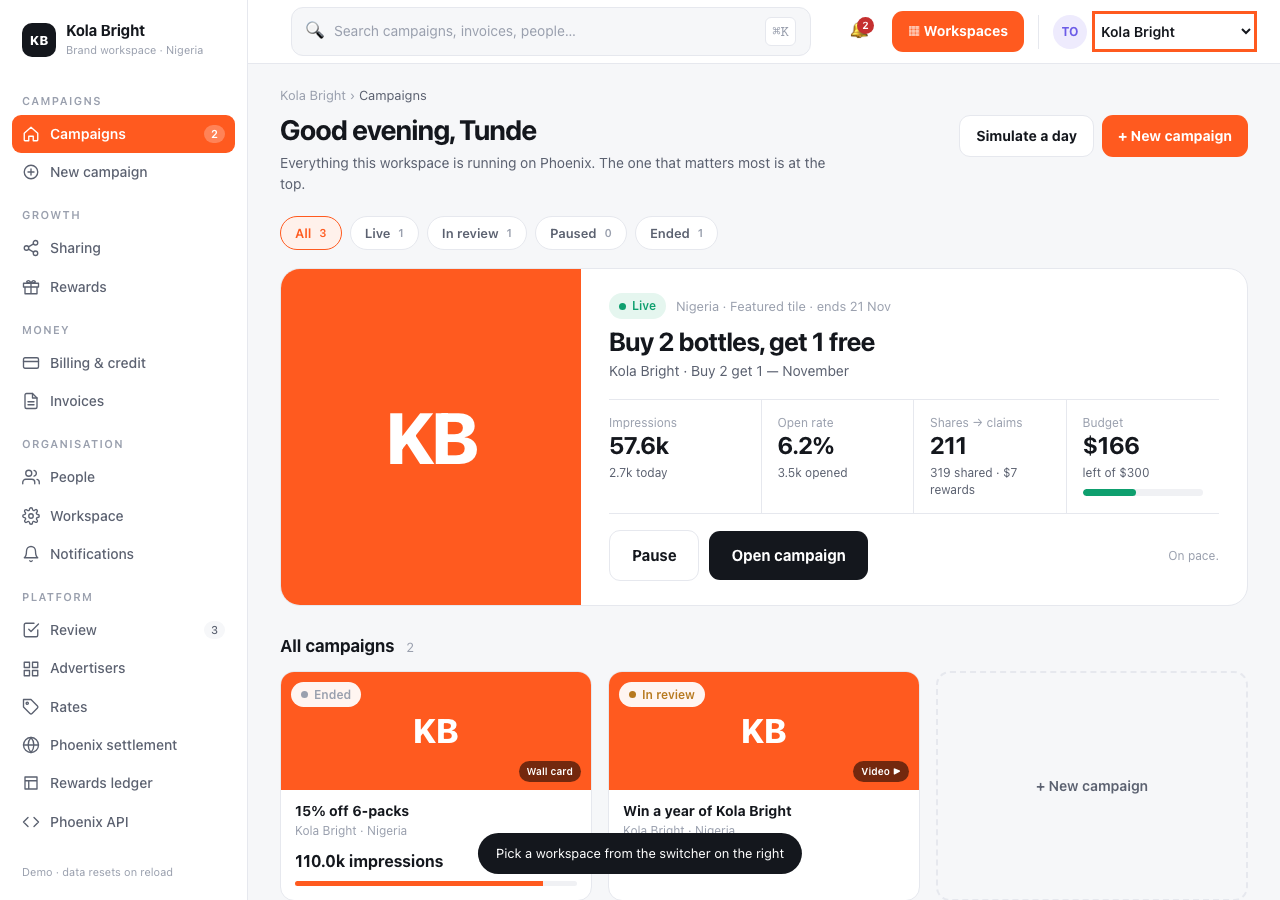 KB
Kola Bright
Brand workspace · Nigeria
CAMPAIGNS
Campaigns 2
New campaign
GROWTH
Sharing
Rewards
MONEY
Billing & credit
Invoices
ORGANISATION
People
Workspace
Notifications
PLATFORM
Review 3
Advertisers
Rates
Phoenix settlement
Rewards ledger
Phoenix API
Demo · data resets on reload
Search campaigns, invoices, people... ⌘K
2
Workspaces
TO
Kola Bright
Kola Bright › Campaigns
Good evening, Tunde
Everything this workspace is running on Phoenix. The one that matters most is at the
top.
Simulate a day
+ New campaign
All 3
Live 1
In review 1
Paused 0
Ended 1
KB
Live
Nigeria · Featured tile · ends 21 Nov
Buy 2 bottles, get 1 free
Kola Bright · Buy 2 get 1 — November
Impressions
57.6k
2.7k today
Open rate
6.2%
3.5k opened
Shares → claims
211
319 shared · $7
rewards
Budget
$166
left of $300
Pause
Open campaign
On pace.
All campaigns 2
Ended
KB
Wall card
15% off 6-packs
Kola Bright · Nigeria
110.0k impressions
In review
KB
Video ▶
Win a year of Kola Bright
Kola Bright · Nigeria
+ New campaign
Pick a workspace from the switcher on the right